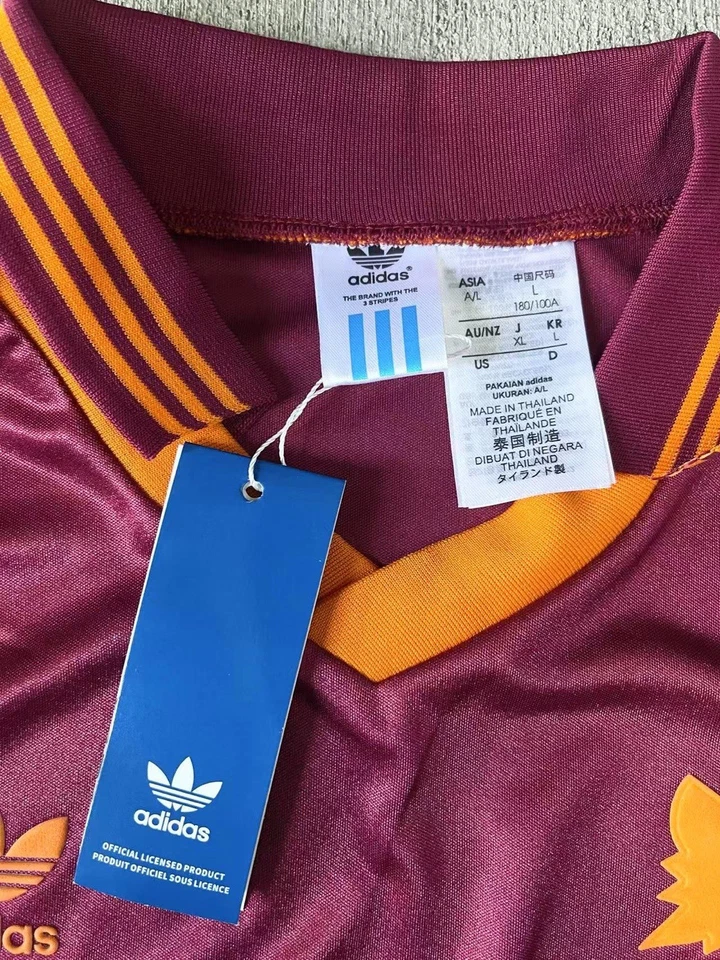 adidas®
THE BRAND WITH THE
3 STRIPES
ASIA 中国尺码
A/L L
180/100A
AU/NZ J KR
XL L
US D
PAKAIAN adidas
UKURAN: A/L
MADE IN THAILAND
FABRIQUÉ EN
THAÏLANDE
泰国制造
DIBUAT DI NEGARA
THAILAND
タイランド製
adidas
OFFICIAL LICENSED PRODUCT
PRODUIT OFFICIEL SOUS LICENCE
das